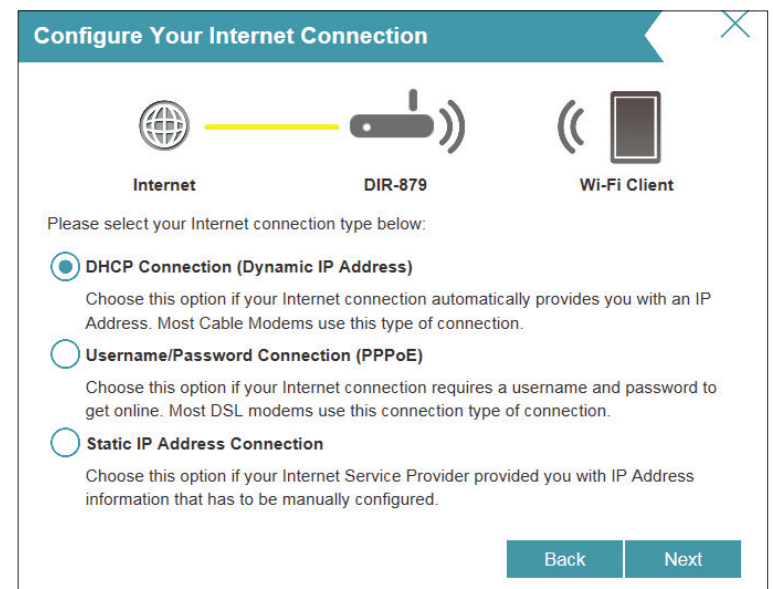 Configure Your Internet Connection
Internet
DIR-879
Wi-Fi Client
Please select your Internet connection type below:
DHCP Connection (Dynamic IP Address)
Choose this option if your Internet connection automatically provides you with an IP
Address. Most Cable Modems use this type of connection.
Username/Password Connection (PPPoE)
Choose this option if your Internet connection requires a username and password to
get online. Most DSL modems use this connection type of connection.
Static IP Address Connection
Choose this option if your Internet Service Provider provided you with IP Address
information that has to be manually configured.
Back
Next